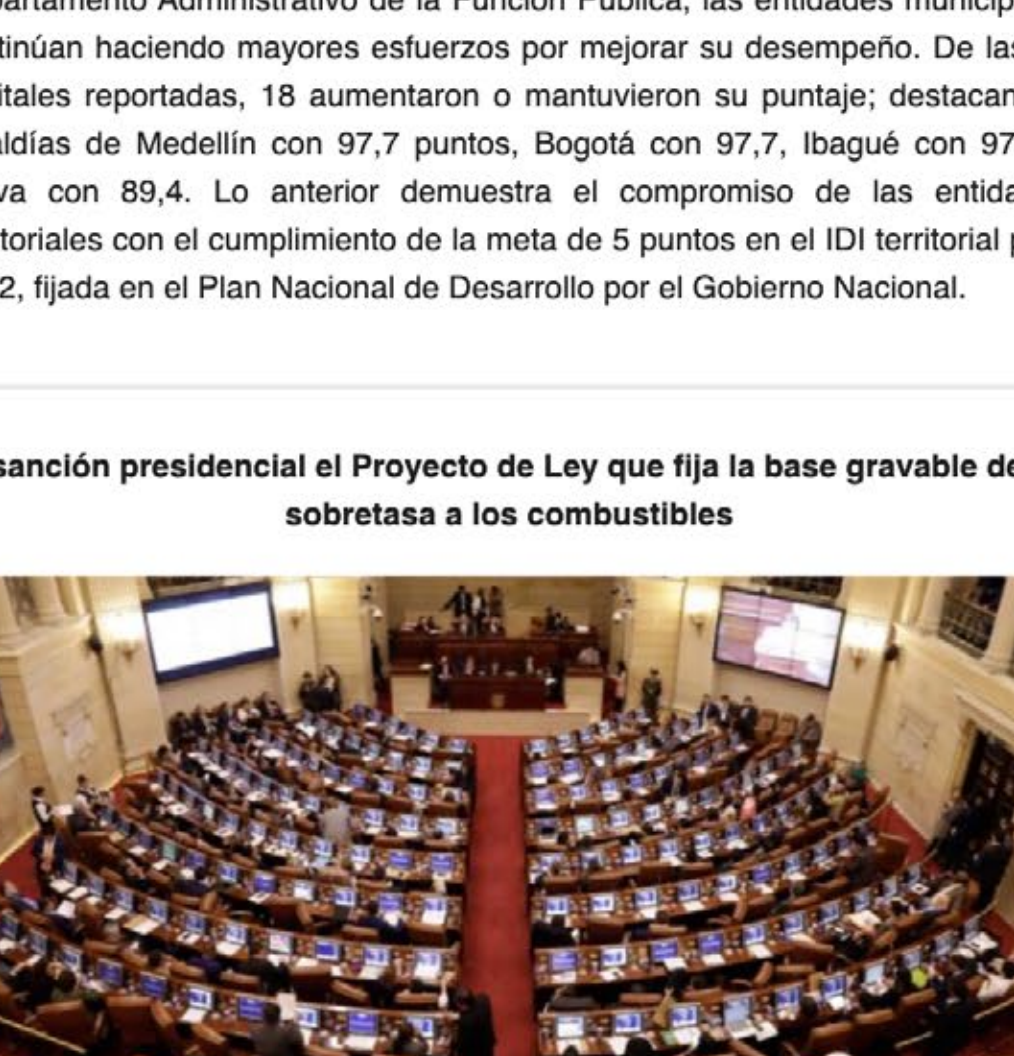 partamento Administrativo de la Función Pública, las entidades municip
tinúan haciendo mayores esfuerzos por mejorar su desempeño. De las
itales reportadas, 18 aumentaron o mantuvieron su puntaje; destacan
aldías de Medellín con 97,7 puntos, Bogotá con 97,7, Ibagué con 97
va con 89,4. Lo anterior demuestra el compromiso de las entida
itoriales con el cumplimiento de la meta de 5 puntos en el IDI territorial p
2, fijada en el Plan Nacional de Desarrollo por el Gobierno Nacional.
sanción presidencial el Proyecto de Ley que fija la base gravable de
sobretasa a los combustibles